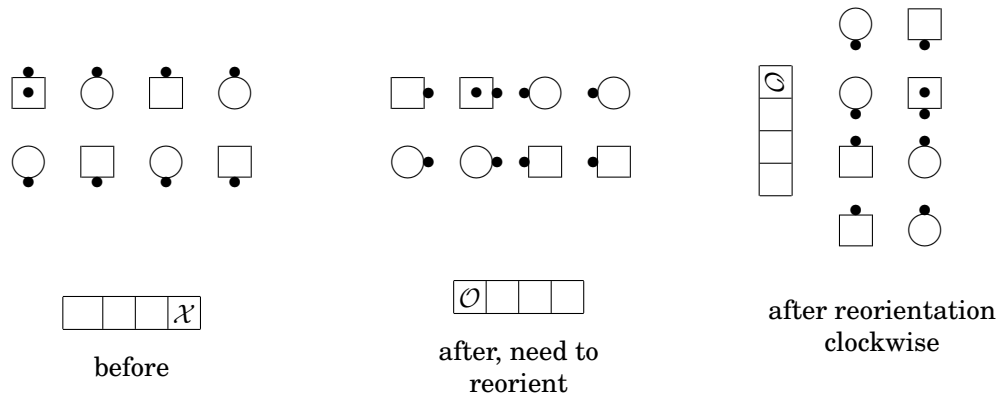 𝒪
𝒳
𝒪
before
after, need to
reorient
after reorientation
clockwise